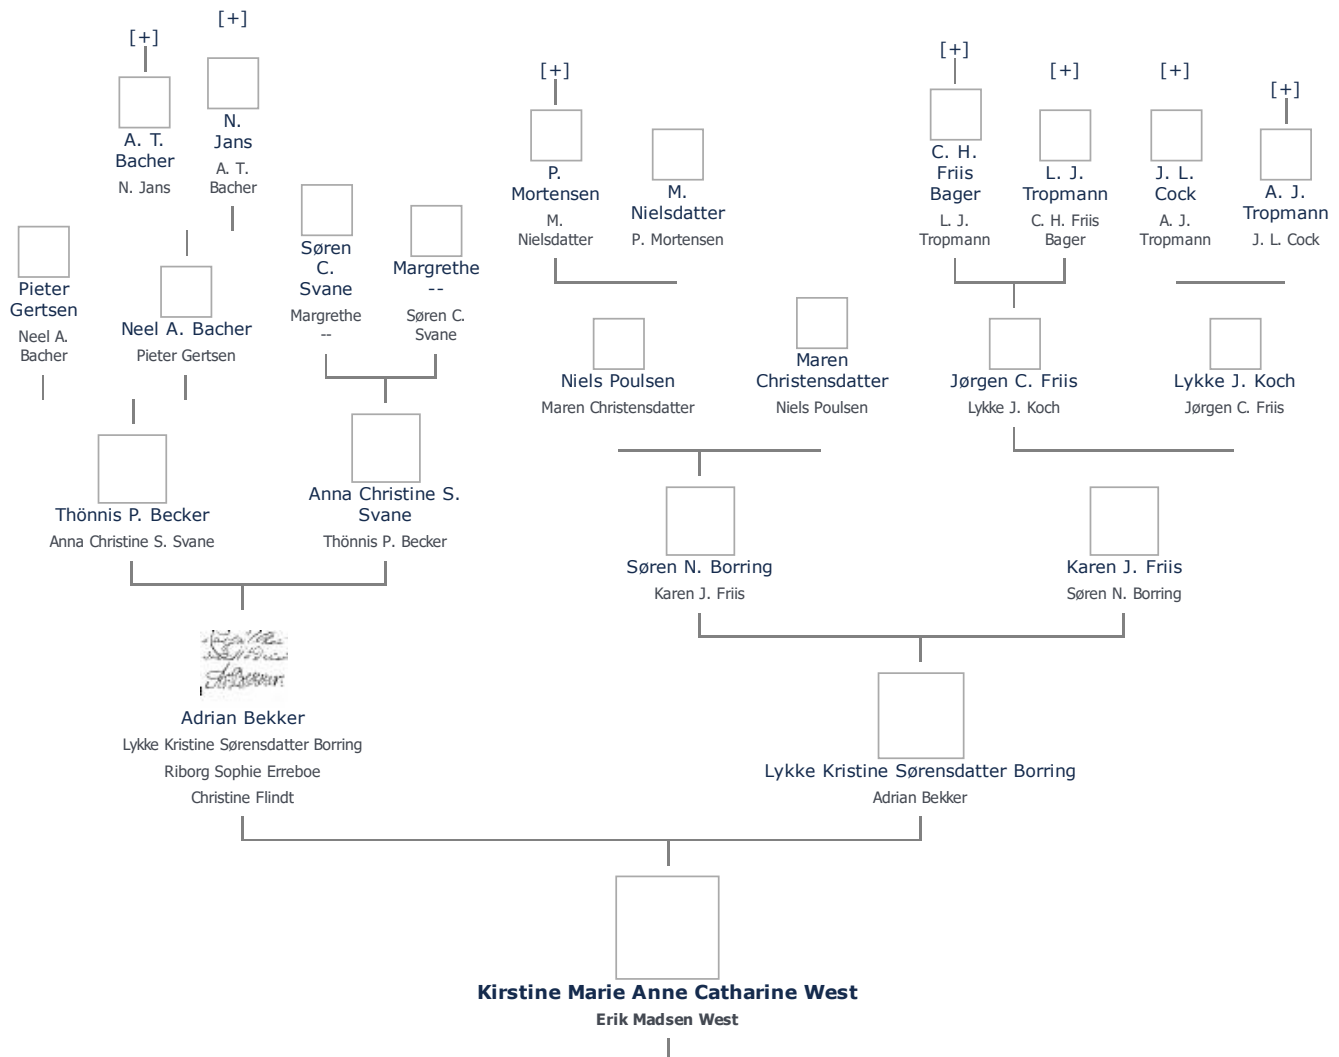 [+]
[+]
A. T.
Bacher
N. Jans
N.
Jans
A. T.
Bacher
[+]
P.
Mortensen
M.
Nielsdatter
M.
Nielsdatter
P. Mortensen
[+]
C. H.
Friis
Bager
L. J.
Tropmann
[+]
L. J.
Tropmann
C. H. Friis
Bager
[+]
J. L.
Cock
A. J.
Tropmann
[+]
A. J.
Tropmann
J. L. Cock
Pieter
Gertsen
Neel A.
Bacher
Neel A. Bacher
Pieter Gertsen
Søren
C.
Svane
Margrethe
--
Margrethe
--
Søren C.
Svane
Niels Poulsen
Maren Christensdatter
Maren
Christensdatter
Niels Poulsen
Jørgen C. Friis
Lykke J. Koch
Lykke J. Koch
Jørgen C. Friis
Thönnis P. Becker
Anna Christine S. Svane
Anna Christine S.
Svane
Thönnis P. Becker
Søren N. Borring
Karen J. Friis
Karen J. Friis
Søren N. Borring
Adrian Bekker
Lykke Kristine Sørensdatter Borring
Riborg Sophie Erreboe
Christine Flindt
Lykke Kristine Sørensdatter Borring
Adrian Bekker
Kirstine Marie Anne Catharine West
Erik Madsen West